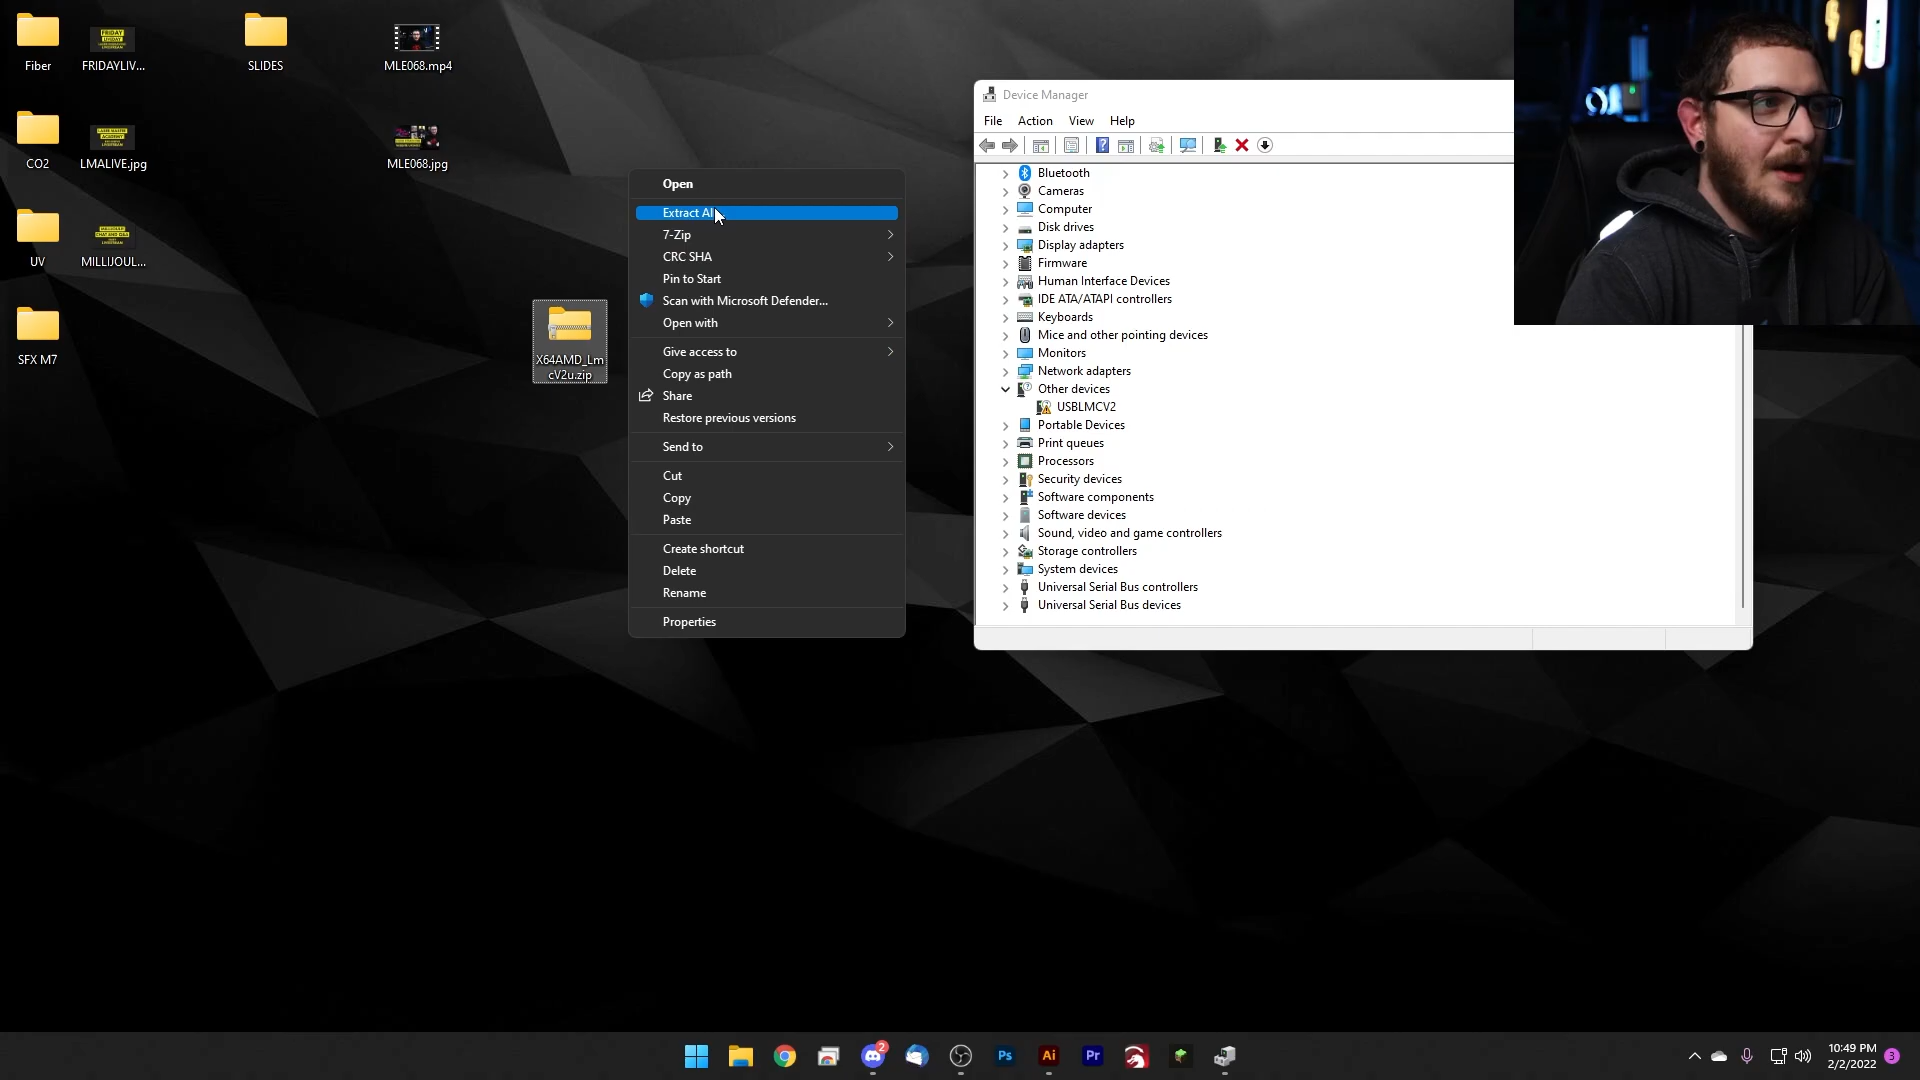 Fiber
FRIDAYLIV...
SLIDES
MLE068.mp4
CO2
LMALIVE.jpg
MLE068.jpg
UV
MILLIJOUL...
SFX M7
X64AMD_Lm
cV2u.zip
Open
Extract All
7-Zip
CRC SHA
Pin to Start
Scan with Microsoft Defender...
Open with
Give access to
Copy as path
Share
Restore previous versions
Send to
Cut
Copy
Paste
Create shortcut
Delete
Rename
Properties
Device Manager
File Action View Help
Bluetooth
Cameras
Computer
Disk drives
Display adapters
Firmware
Human Interface Devices
IDE ATA/ATAPI controllers
Keyboards
Mice and other pointing devices
Monitors
Network adapters
Other devices
USBLMCV2
Portable Devices
Print queues
Processors
Security devices
Software components
Software devices
Sound, video and game controllers
Storage controllers
System devices
Universal Serial Bus controllers
Universal Serial Bus devices
2
Ps
Ai
Pr
10:49 PM
2/2/2022
3